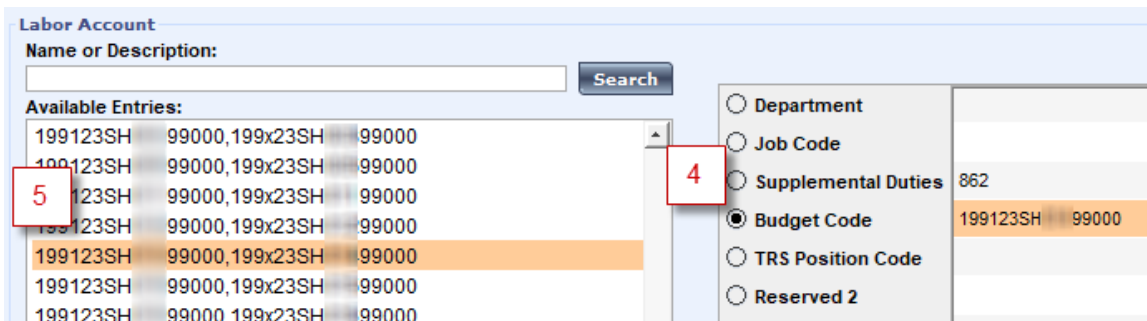 Labor Account
Name or Description:
Search
Available Entries:
199123SH 99000,199x23SH 99000
199123SH 99000,199x23SH 99000
123SH 99000,199x23SH 99000
199123SH 99000,199x23SH 99000
199123SH 99000,199x23SH 99000
199123SH 99000,199x23SH 99000
199123SH 99000,199x23SH 99000
5
4
Department
Job Code
Supplemental Duties 862
Budget Code 199123SH 99000
TRS Position Code
Reserved 2